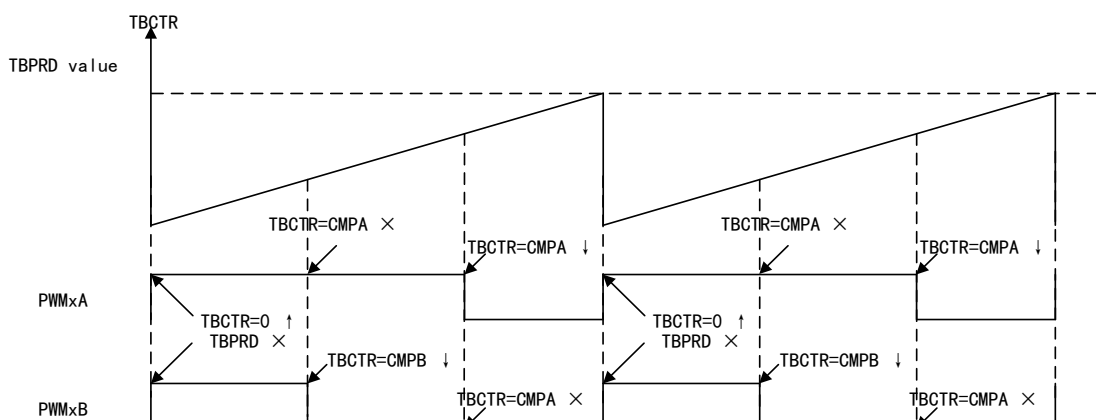 TBCTR
TBPRD value
TBCTR=CMPA ×
TBCTR=CMPA ×
TBCTR=CMPA ↓
TBCTR=CMPA ↓
PWMxA
TBCTR=0 ↑
TBPRD ×
TBCTR=0 ↑
TBPRD ×
TBCTR=CMPB ↓
TBCTR=CMPB ↓
TBCTR=CMPA ×
TBCTR=CMPA ×
PWMxB